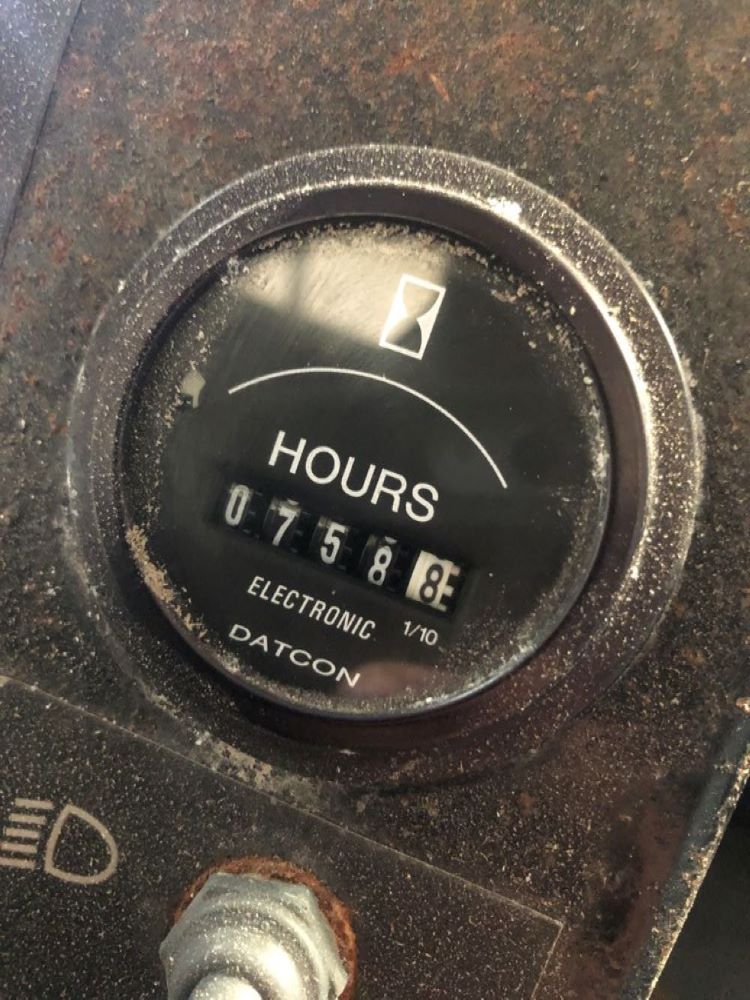 HOURS
07588
ELECTRONIC 1/10
DATCON